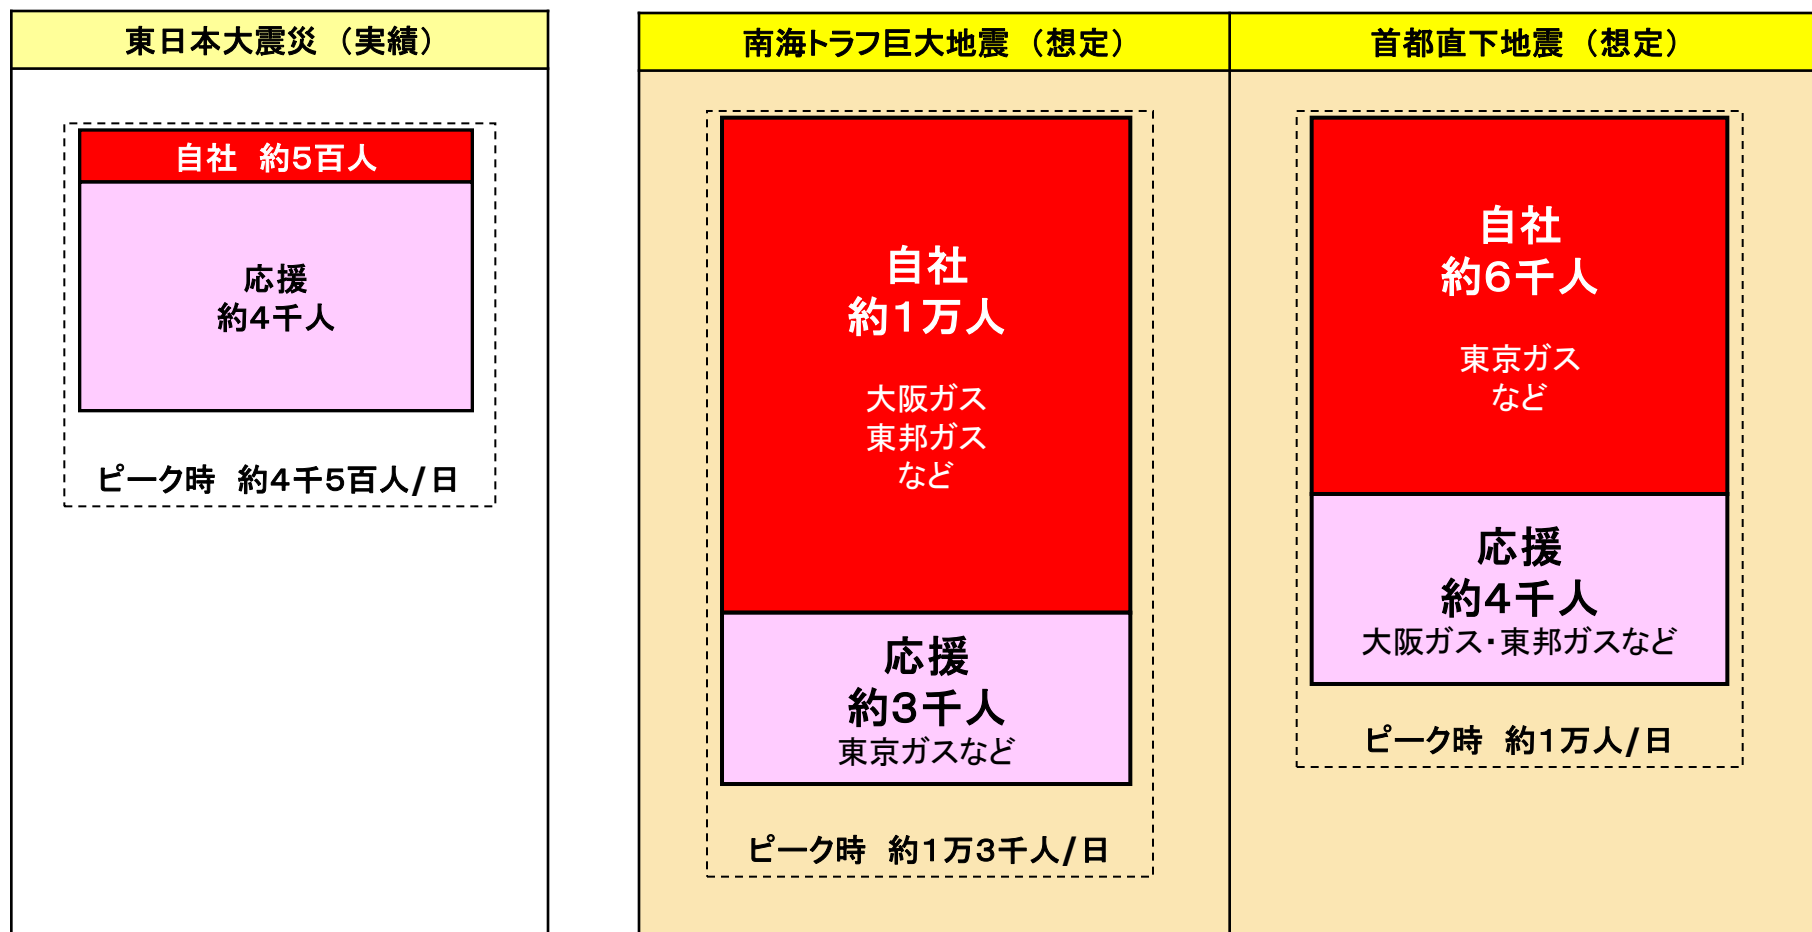 東日本大震災（実績）
自社　約５百人
応援
約４千人
ピーク時　約４千５百人/日
南海トラフ巨大地震（想定）
自社
約１万人
大阪ガス
東邦ガス
など
応援
約３千人
東京ガスなど
ピーク時　約１万３千人/日
首都直下地震（想定）
自社
約６千人
東京ガス
など
応援
約４千人
大阪ガス・東邦ガスなど
ピーク時　約１万人/日